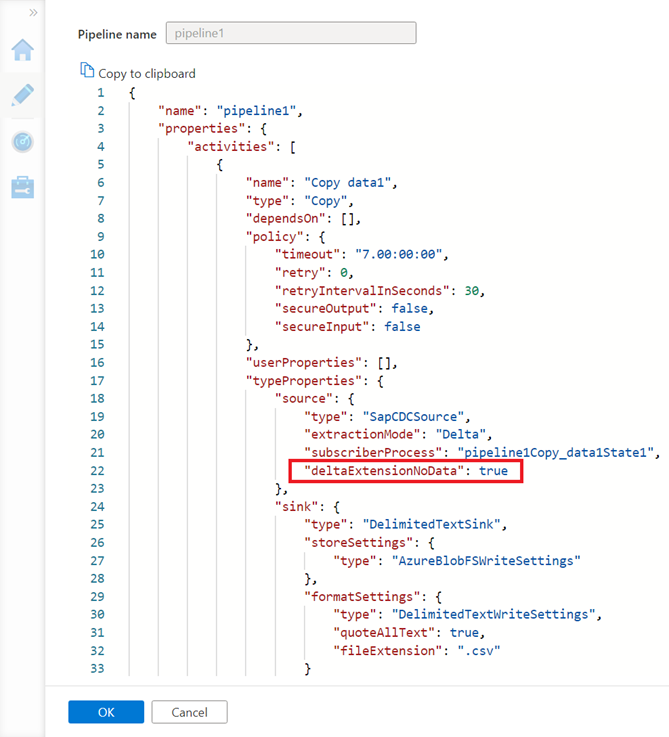 »
Pipeline name pipeline1
Copy to clipboard
1 {
2 "name": "pipeline1",
3 "properties": {
4 "activities": [
5 {
6 "name": "Copy data1",
7 "type": "Copy",
8 "dependsOn": [],
9 "policy": {
10 "timeout": "7.00:00:00",
11 "retry": 0,
12 "retryIntervalInSeconds": 30,
13 "secureOutput": false,
14 "secureInput": false
15 },
16 "userProperties": [],
17 "typeProperties": {
18 "source": {
19 "type": "SapCDCSource",
20 "extractionMode": "Delta",
21 "subscriberProcess": "pipeline1Copy_data1State1",
22 "deltaExtensionNoData": true
23 },
24 "sink": {
25 "type": "DelimitedTextSink",
26 "storeSettings": {
27 "type": "AzureBlobFSWriteSettings"
28 },
29 "formatSettings": {
30 "type": "DelimitedTextWriteSettings",
31 "quoteAllText": true,
32 "fileExtension": ".csv"
33 }
OK Cancel